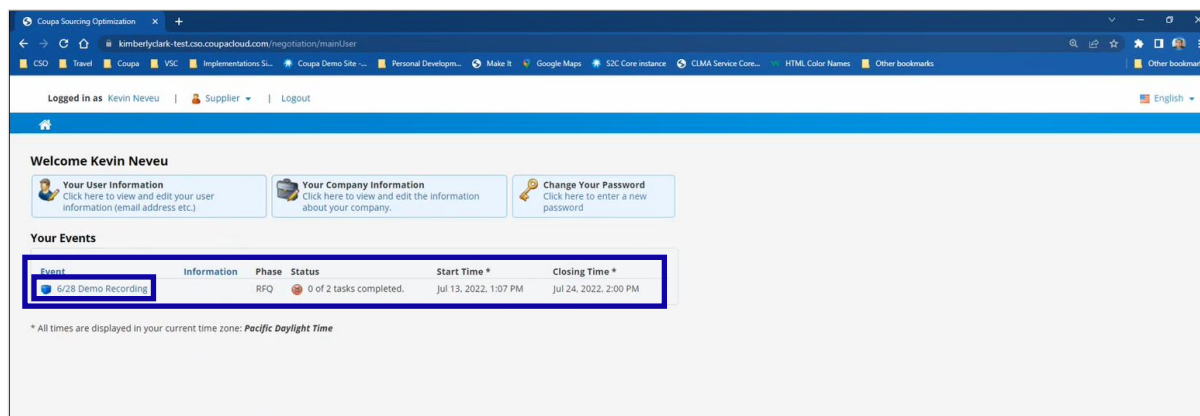 Coupa Sourcing Optimization
kimberlyclark-test.cso.coupacloud.com/negotiation/mainUser
CSO Travel Coupa VSC Implementations Si... Coupa Demo Site -... Personal Developm... Make It Google Maps S2C Core instance CLMA Service Core... HTML Color Names Other bookmarks Other bookmar
Logged in as Kevin Neveu | Supplier | Logout English
Welcome Kevin Neveu
Your User Information
Click here to view and edit your user
information (email address etc.)
Your Company Information
Click here to view and edit the information
about your company.
Change Your Password
Click here to enter a new
password
Your Events
Event Information Phase Status Start Time * Closing Time *
6/28 Demo Recording RFQ 0 of 2 tasks completed. Jul 13, 2022, 1:07 PM Jul 24, 2022, 2:00 PM
* All times are displayed in your current time zone: Pacific Daylight Time